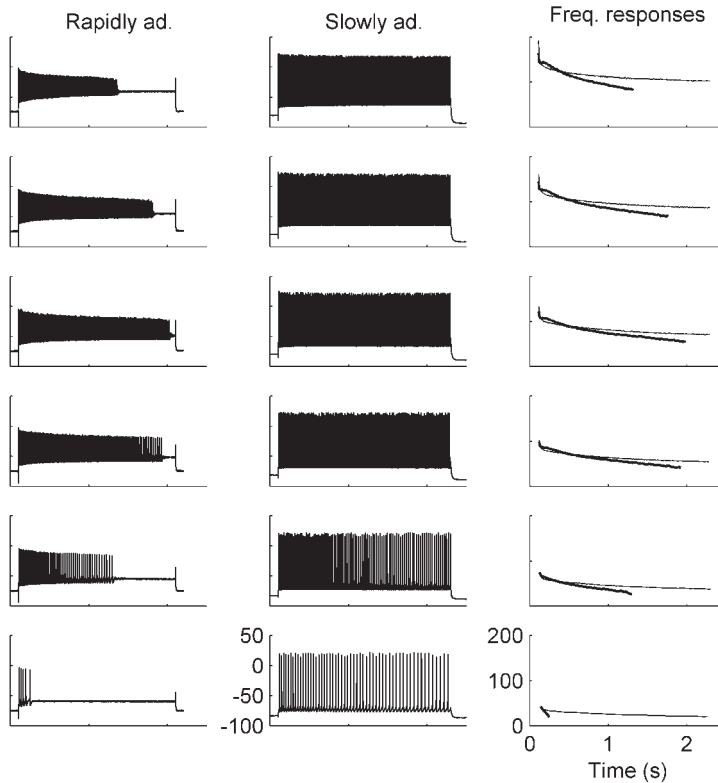 Rapidly ad.
Slowly ad.
Freq. responses
50
0
-50
-100
200
100
0
0
1
2
Time (s)